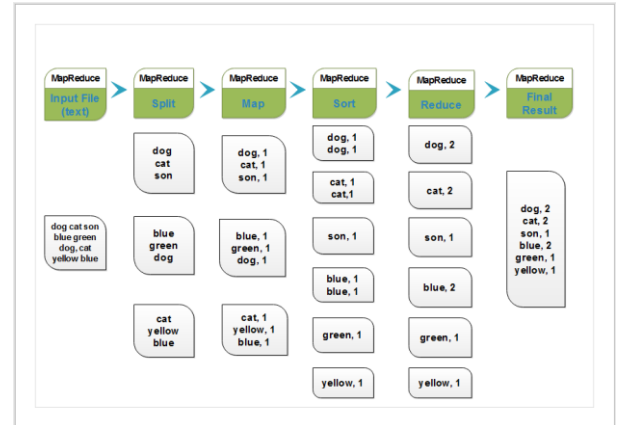 MapReduce
Input File
(text)
MapReduce
Split
MapReduce
Map
MapReduce
Sort
MapReduce
Reduce
MapReduce
Final
Result
dog cat son
blue green
dog, cat
yellow blue
dog
cat
son
blue
green
dog
cat
yellow
blue
dog, 1
cat, 1
son, 1
blue, 1
green, 1
dog, 1
cat, 1
yellow, 1
blue, 1
dog, 1
dog, 1
cat, 1
cat,1
son, 1
blue, 1
blue, 1
green, 1
yellow, 1
dog, 2
cat, 2
son, 1
blue, 2
green, 1
yellow, 1
dog, 2
cat, 2
son, 1
blue, 2
green, 1
yellow, 1